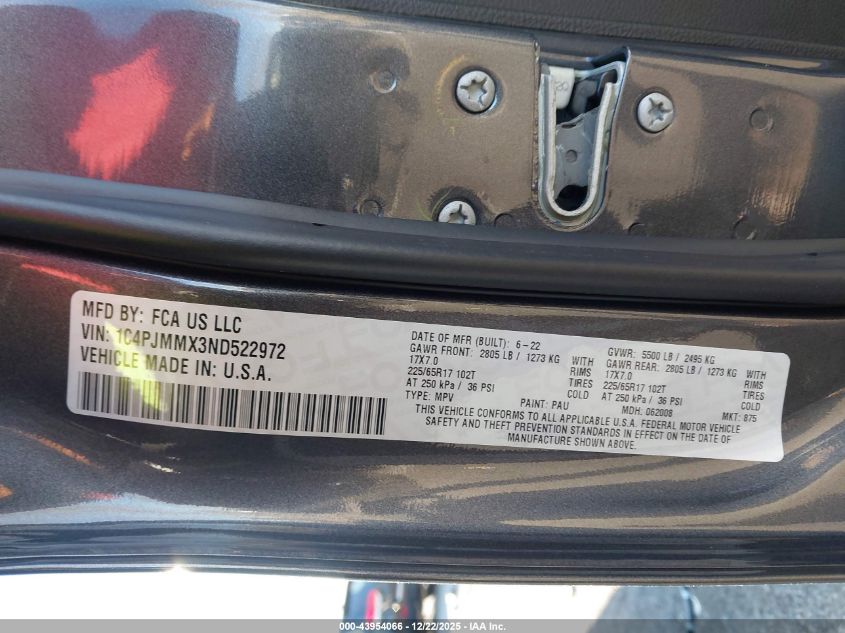 20
MFD BY: FCA US LLC
VIN: 1C4PJMMX3ND522972
VEHICLE MADE IN: U.S.A.
DATE OF MFR (BUILT): 6-22 GVWR: 5500 LB / 2495 KG
GAWR FRONT: 2805 LB / 1273 KG WITH GAWR REAR: 2805 LB / 1273 KG WITH
17X7.0 RIMS 17X7.0 RIMS
225/65R17 102T TIRES 225/65R17 102T TIRES
AT 250 kPa / 36 PSI COLD AT 250 kPa / 36 PSI COLD
TYPE: MPV PAINT: PAU MDH: 062008 MKT: 875
THIS VEHICLE CONFORMS TO ALL APPLICABLE U.S.A. FEDERAL MOTOR VEHICLE
SAFETY AND THEFT PREVENTION STANDARDS IN EFFECT ON THE DATE OF
MANUFACTURE SHOWN ABOVE.
000-43954066 - 12/22/2025 - IAA Inc.